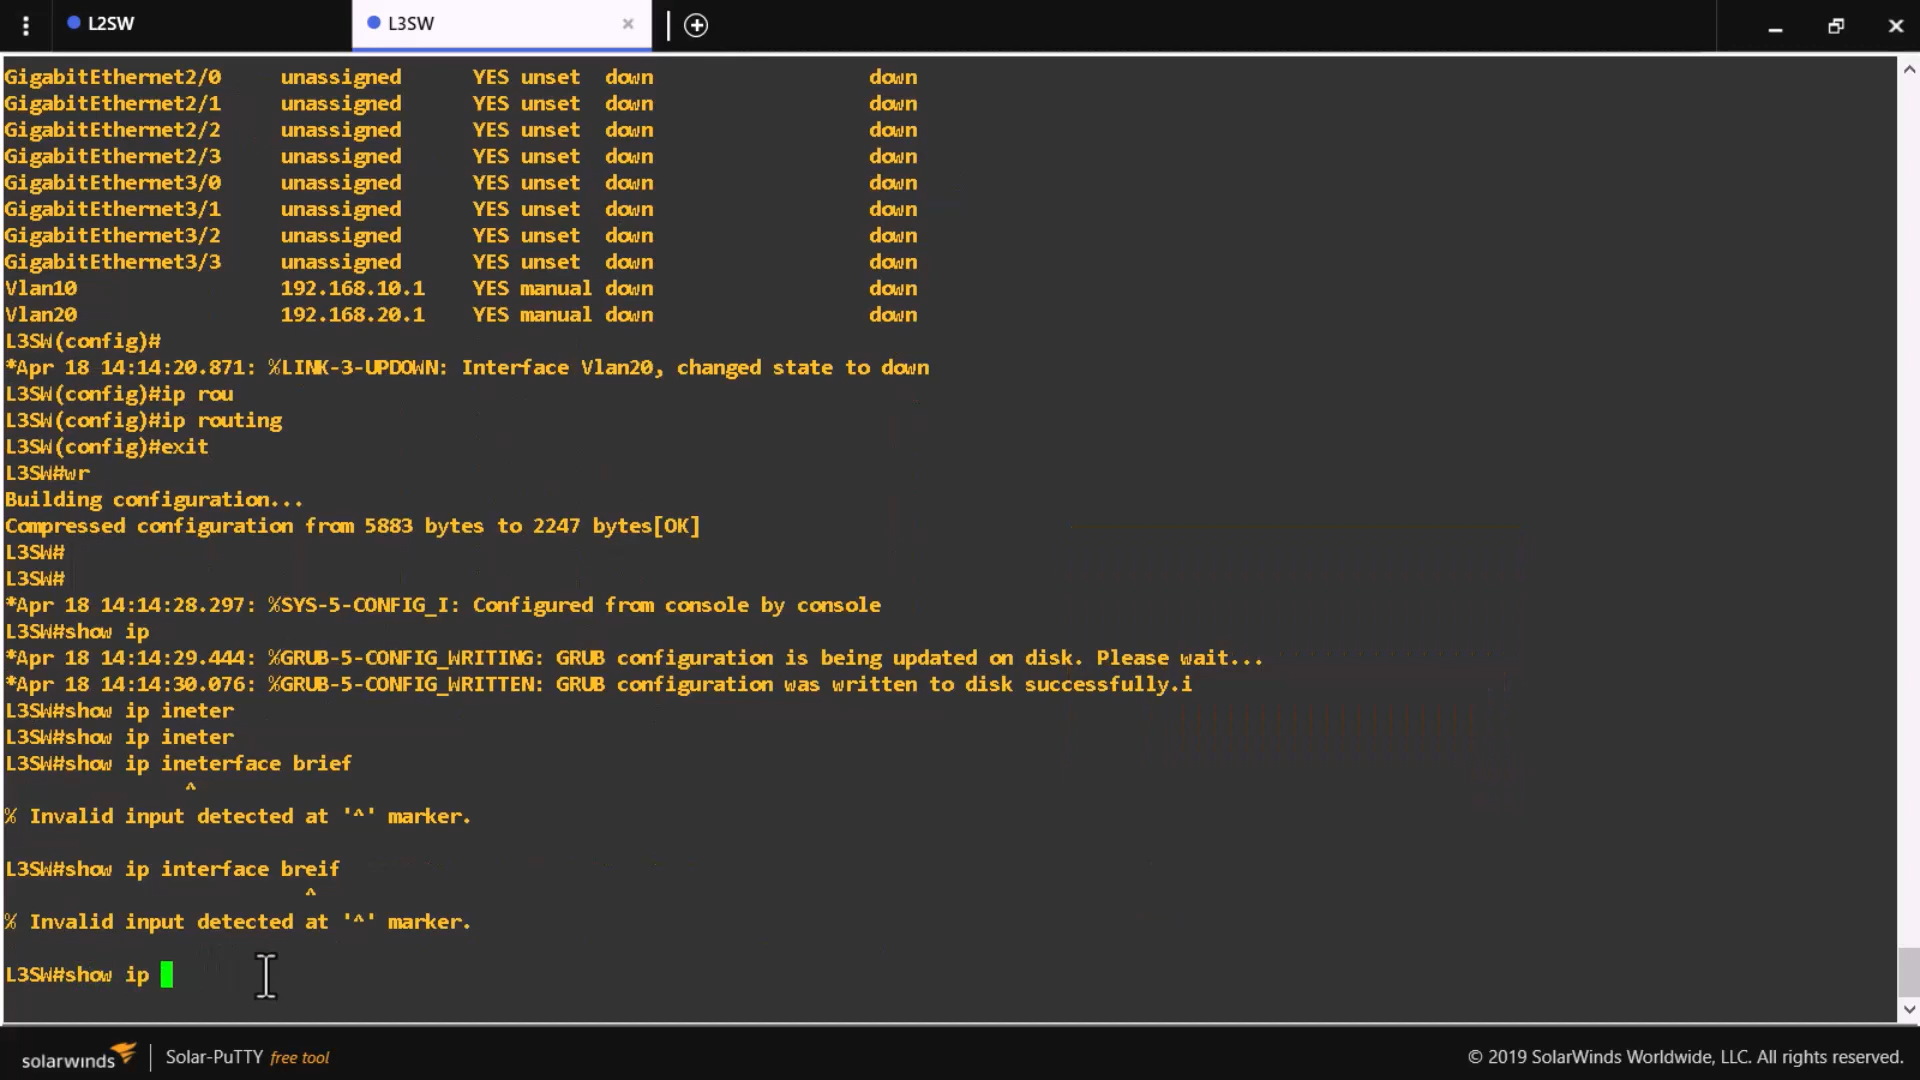 L2SW
L3SW
GigabitEthernet2/0 unassigned YES unset down down
GigabitEthernet2/1 unassigned YES unset down down
GigabitEthernet2/2 unassigned YES unset down down
GigabitEthernet2/3 unassigned YES unset down down
GigabitEthernet3/0 unassigned YES unset down down
GigabitEthernet3/1 unassigned YES unset down down
GigabitEthernet3/2 unassigned YES unset down down
GigabitEthernet3/3 unassigned YES unset down down
Vlan10 192.168.10.1 YES manual down down
Vlan20 192.168.20.1 YES manual down down
L3SW(config)#
*Apr 18 14:14:20.871: %LINK-3-UPDOWN: Interface Vlan20, changed state to down
L3SW(config)#ip rou
L3SW(config)#ip routing
L3SW(config)#exit
L3SW#wr
Building configuration...
Compressed configuration from 5883 bytes to 2247 bytes[OK]
L3SW#
L3SW#
*Apr 18 14:14:28.297: %SYS-5-CONFIG_I: Configured from console by console
L3SW#show ip
*Apr 18 14:14:29.444: %GRUB-5-CONFIG_WRITING: GRUB configuration is being updated on disk. Please wait...
*Apr 18 14:14:30.076: %GRUB-5-CONFIG_WRITTEN: GRUB configuration was written to disk successfully.i
L3SW#show ip ineter
L3SW#show ip ineter
L3SW#show ip ineterface brief
^
% Invalid input detected at '^' marker.
L3SW#show ip interface breif
^
% Invalid input detected at '^' marker.
L3SW#show ip
solarwinds | Solar-PuTTY free tool
© 2019 SolarWinds Worldwide, LLC. All rights reserved.